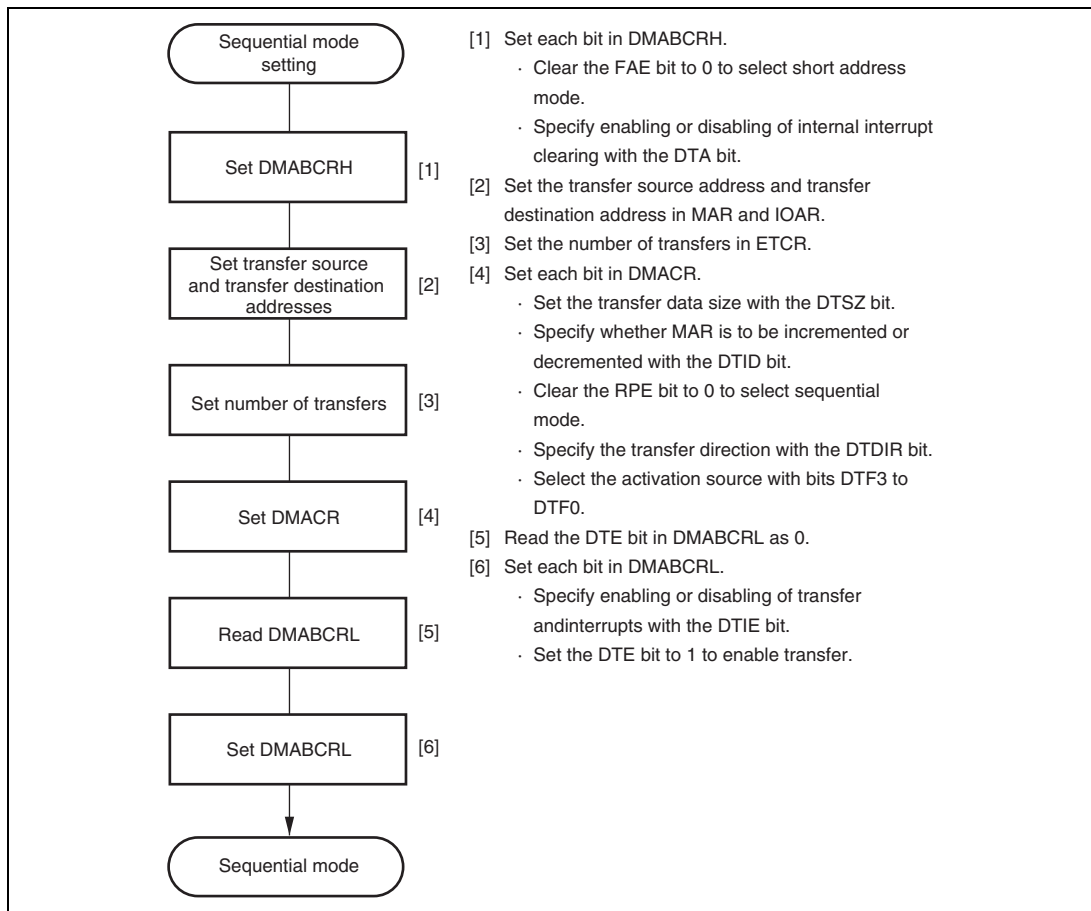 Sequential mode
setting
Set DMABCRH
[1]
Set transfer source
and transfer destination
addresses
[2]
Set number of transfers
[3]
Set DMACR
[4]
Read DMABCRL
[5]
Set DMABCRL
[6]
Sequential mode
[1] Set each bit in DMABCRH.
· Clear the FAE bit to 0 to select short address
mode.
· Specify enabling or disabling of internal interrupt
clearing with the DTA bit.
[2] Set the transfer source address and transfer
destination address in MAR and IOAR.
[3] Set the number of transfers in ETCR.
[4] Set each bit in DMACR.
· Set the transfer data size with the DTSZ bit.
· Specify whether MAR is to be incremented or
decremented with the DTID bit.
· Clear the RPE bit to 0 to select sequential
mode.
· Specify the transfer direction with the DTDIR bit.
· Select the activation source with bits DTF3 to
DTF0.
[5] Read the DTE bit in DMABCRL as 0.
[6] Set each bit in DMABCRL.
· Specify enabling or disabling of transfer
andinterrupts with the DTIE bit.
· Set the DTE bit to 1 to enable transfer.